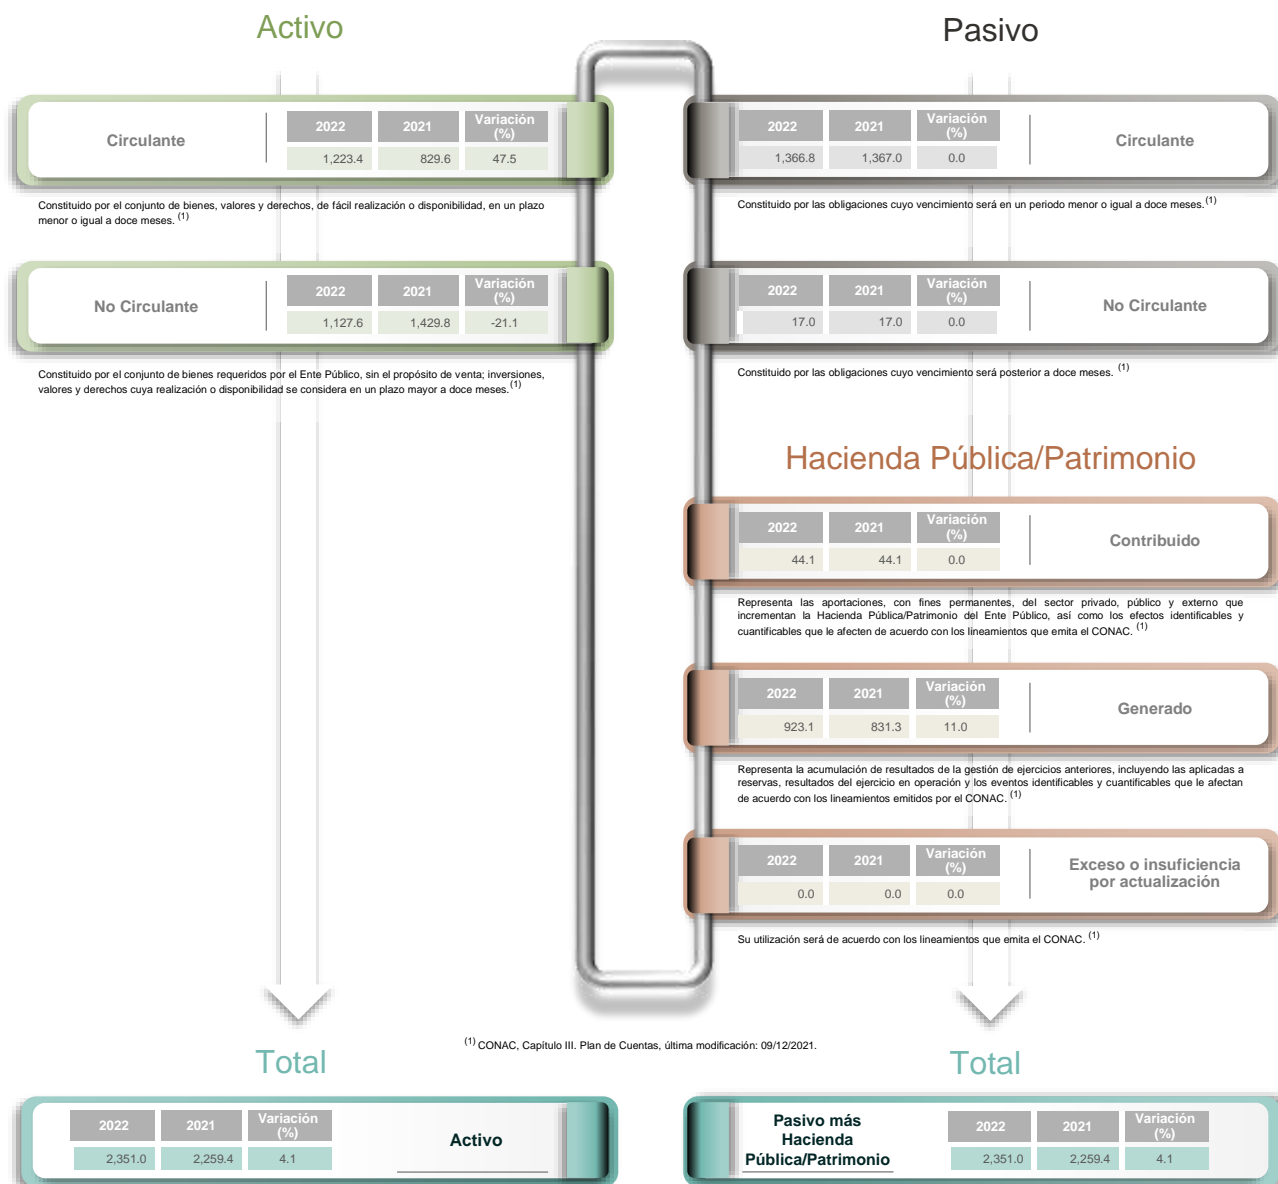 Activo
Circulante
2022 2021 Variación (%)
1,223.4 829.6 47.5
Constituido por el conjunto de bienes, valores y derechos, de fácil realización o disponibilidad, en un plazo
menor o igual a doce meses. (1)
No Circulante
2022 2021 Variación (%)
1,127.6 1,429.8 -21.1
Constituido por el conjunto de bienes requeridos por el Ente Público, sin el propósito de venta; inversiones,
valores y derechos cuya realización o disponibilidad se considera en un plazo mayor a doce meses. (1)
Pasivo
2022 2021 Variación (%)
1,366.8 1,367.0 0.0
Circulante
Constituido por las obligaciones cuyo vencimiento será en un periodo menor o igual a doce meses. (1)
2022 2021 Variación (%)
17.0 17.0 0.0
No Circulante
Constituido por las obligaciones cuyo vencimiento será posterior a doce meses. (1)
Hacienda Pública/Patrimonio
2022 2021 Variación (%)
44.1 44.1 0.0
Contribuido
Representa las aportaciones, con fines permanentes, del sector privado, público y externo que
incrementan la Hacienda Pública/Patrimonio del Ente Público, así como los efectos identificables y
cuantificables que le afecten de acuerdo con los lineamientos que emita el CONAC. (1)
2022 2021 Variación (%)
923.1 831.3 11.0
Generado
Representa la acumulación de resultados de la gestión de ejercicios anteriores, incluyendo las aplicadas a
reservas, resultados del ejercicio en operación y los eventos identificables y cuantificables que le afectan
de acuerdo con los lineamientos emitidos por el CONAC. (1)
2022 2021 Variación (%)
0.0 0.0 0.0
Exceso o insuficiencia
por actualización
Su utilización será de acuerdo con los lineamientos que emita el CONAC. (1)
(1) CONAC, Capítulo III. Plan de Cuentas, última modificación: 09/12/2021.
Total
2022 2021 Variación (%)
2,351.0 2,259.4 4.1
Activo
Total
Pasivo más
Hacienda
Pública/Patrimonio
2022 2021 Variación (%)
2,351.0 2,259.4 4.1